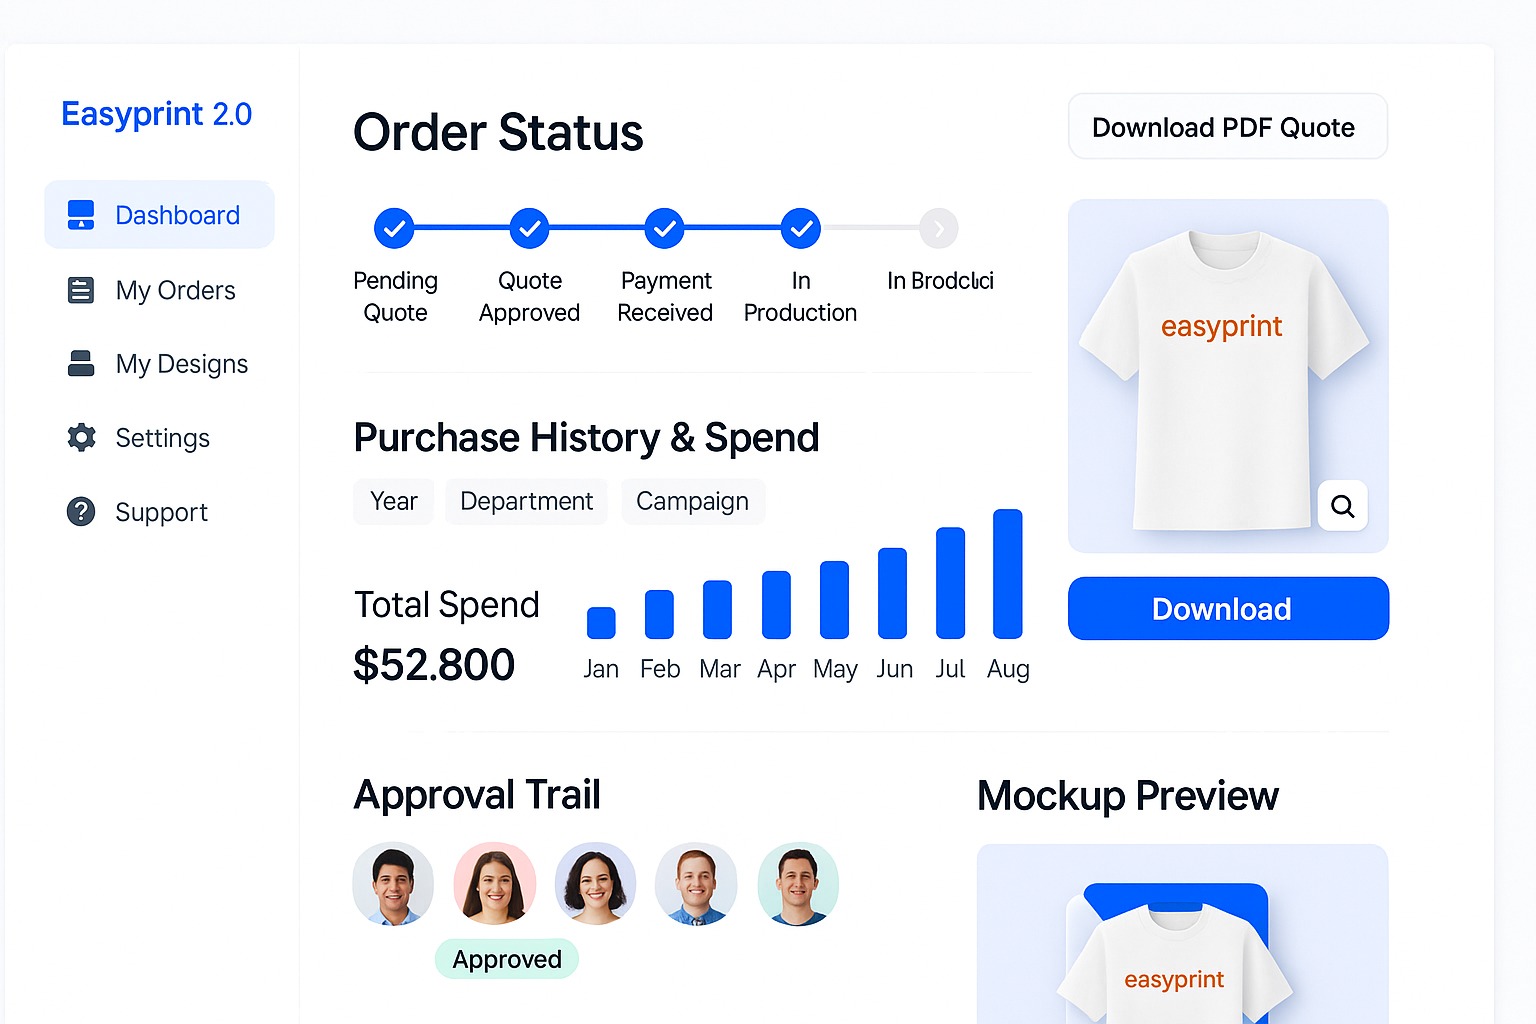 Easyprint 2.0
Dashboard
My Orders
My Designs
Settings
Support
Order Status
Download PDF Quote
Pending
Quote
Quote
Approved
Payment
Received
In
Production
In Brodclci
easyprint
Purchase History & Spend
Year
Department
Campaign
Total Spend
$52.800
Jan Feb Mar Apr May Jun Jul Aug
Download
Approval Trail
Approved
Mockup Preview
easyprint